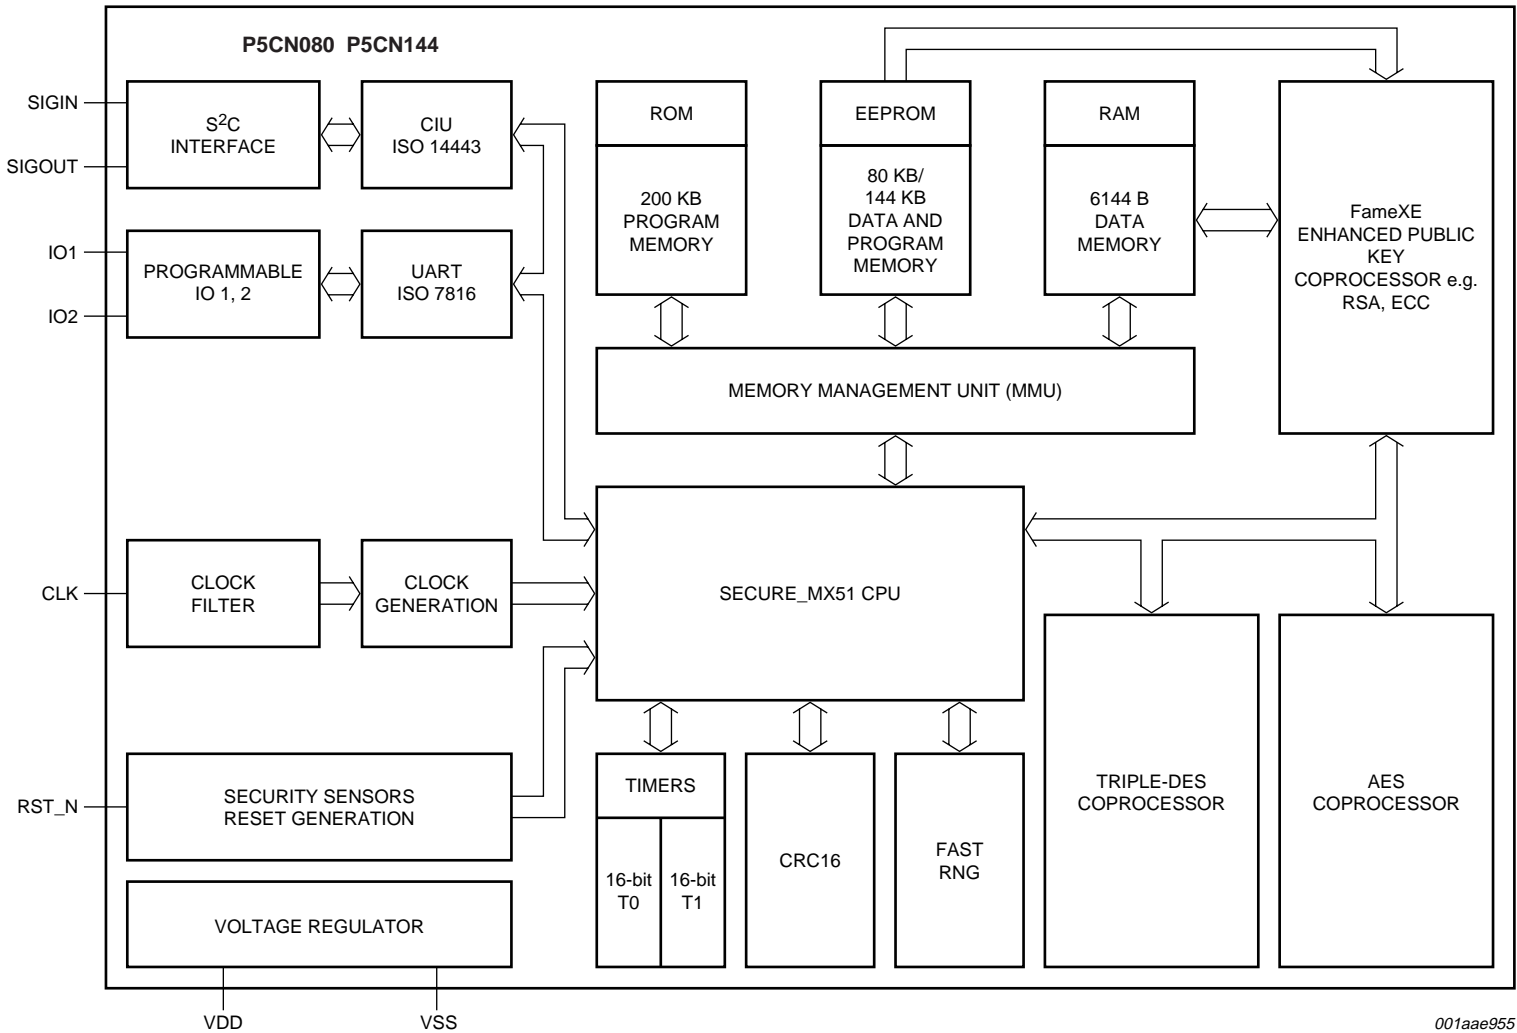 P5CN080 P5CN144
SIGIN
SIGOUT
S2C
INTERFACE
CIU
ISO 14443
IO1
IO2
PROGRAMMABLE
IO 1, 2
UART
ISO 7816
ROM
200 KB
PROGRAM
MEMORY
EEPROM
80 KB/
144 KB
DATA AND
PROGRAM
MEMORY
RAM
6144 B
DATA
MEMORY
FameXE
ENHANCED PUBLIC
KEY
COPROCESSOR e.g.
RSA, ECC
MEMORY MANAGEMENT UNIT (MMU)
CLK
CLOCK
FILTER
CLOCK
GENERATION
SECURE_MX51 CPU
RST_N
SECURITY SENSORS
RESET GENERATION
VOLTAGE REGULATOR
TIMERS
16-bit
T0
16-bit
T1
CRC16
FAST
RNG
TRIPLE-DES
COPROCESSOR
AES
COPROCESSOR
VDD
VSS
001aae955